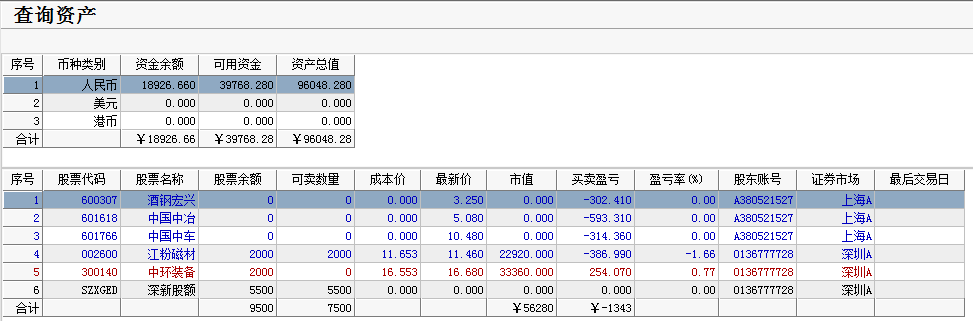 查询资产
序号 币种类别 资金余额 可用资金 资产总值
1 人民币 18926.660 39768.280 96048.280
2 美元 0.000 0.000 0.000
3 港币 0.000 0.000 0.000
合计 ￥18926.66 ￥39768.28 ￥96048.28
序号 股票代码 股票名称 股票余额 可卖数量 成本价 最新价 市值 买卖盈亏 盈亏率(%) 股东账号 证券市场 最后交易日
1 600307 酒钢宏兴 0 0 0.000 3.250 0.000 -302.410 0.00 A380521527 上海A
2 601618 中国中冶 0 0 0.000 5.080 0.000 -593.310 0.00 A380521527 上海A
3 601766 中国中车 0 0 0.000 10.480 0.000 -314.360 0.00 A380521527 上海A
4 002600 江粉磁材 2000 2000 11.653 11.460 22920.000 -386.990 -1.66 0136777728 深圳A
5 300140 中环装备 2000 0 16.553 16.680 33360.000 254.070 0.77 0136777728 深圳A
6 SZXGED 深新股额 5500 5500 0.000 0.000 0.000 0.000 0.00 0136777728 深圳A
合计 9500 7500 ￥56280 ￥-1343